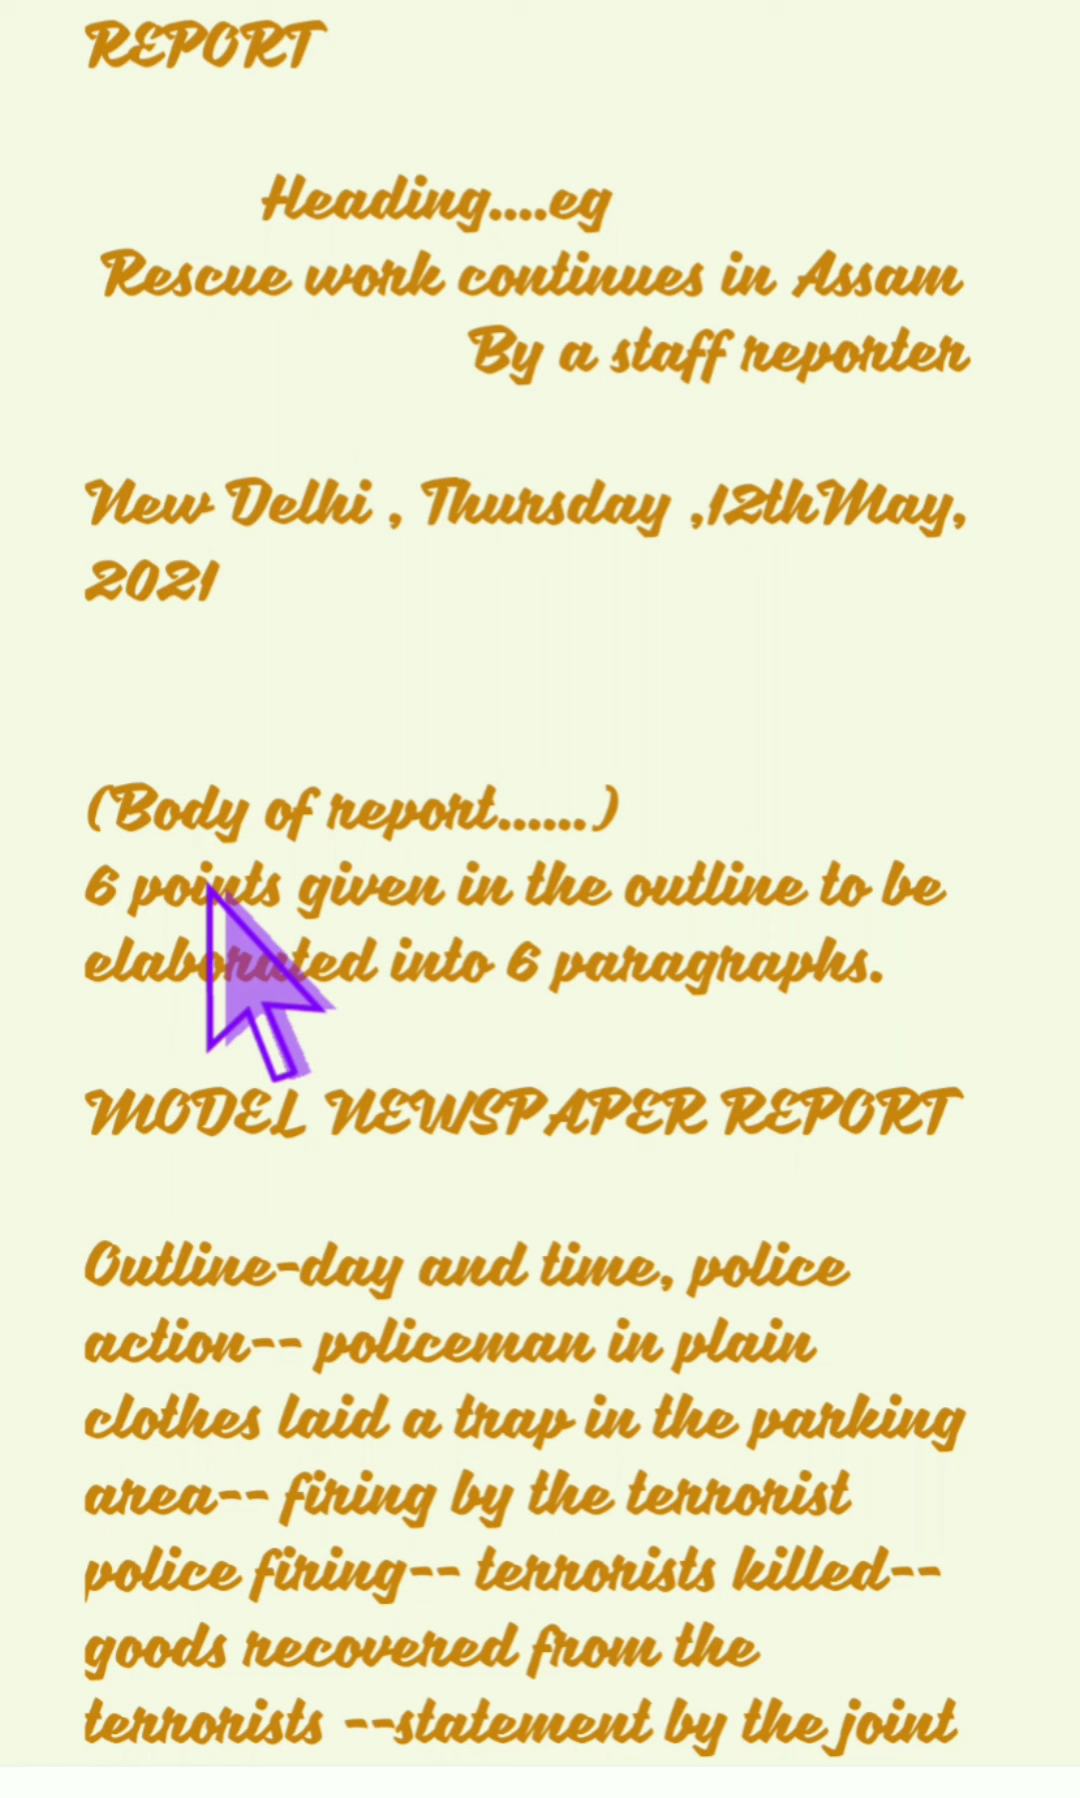 REPORT
Heading....eg
Rescue work continues in Assam
By a staff reporter
New Delhi , Thursday ,12thMay,
2021
(Body of report......)
6 points given in the outline to be
elaborated into 6 paragraphs.
MODEL NEWSPAPER REPORT
Outline-day and time, police
action-- policeman in plain
clothes laid a trap in the parking
area-- firing by the terrorist
police firing-- terrorists killed--
goods recovered from the
terrorists --statement by the joint